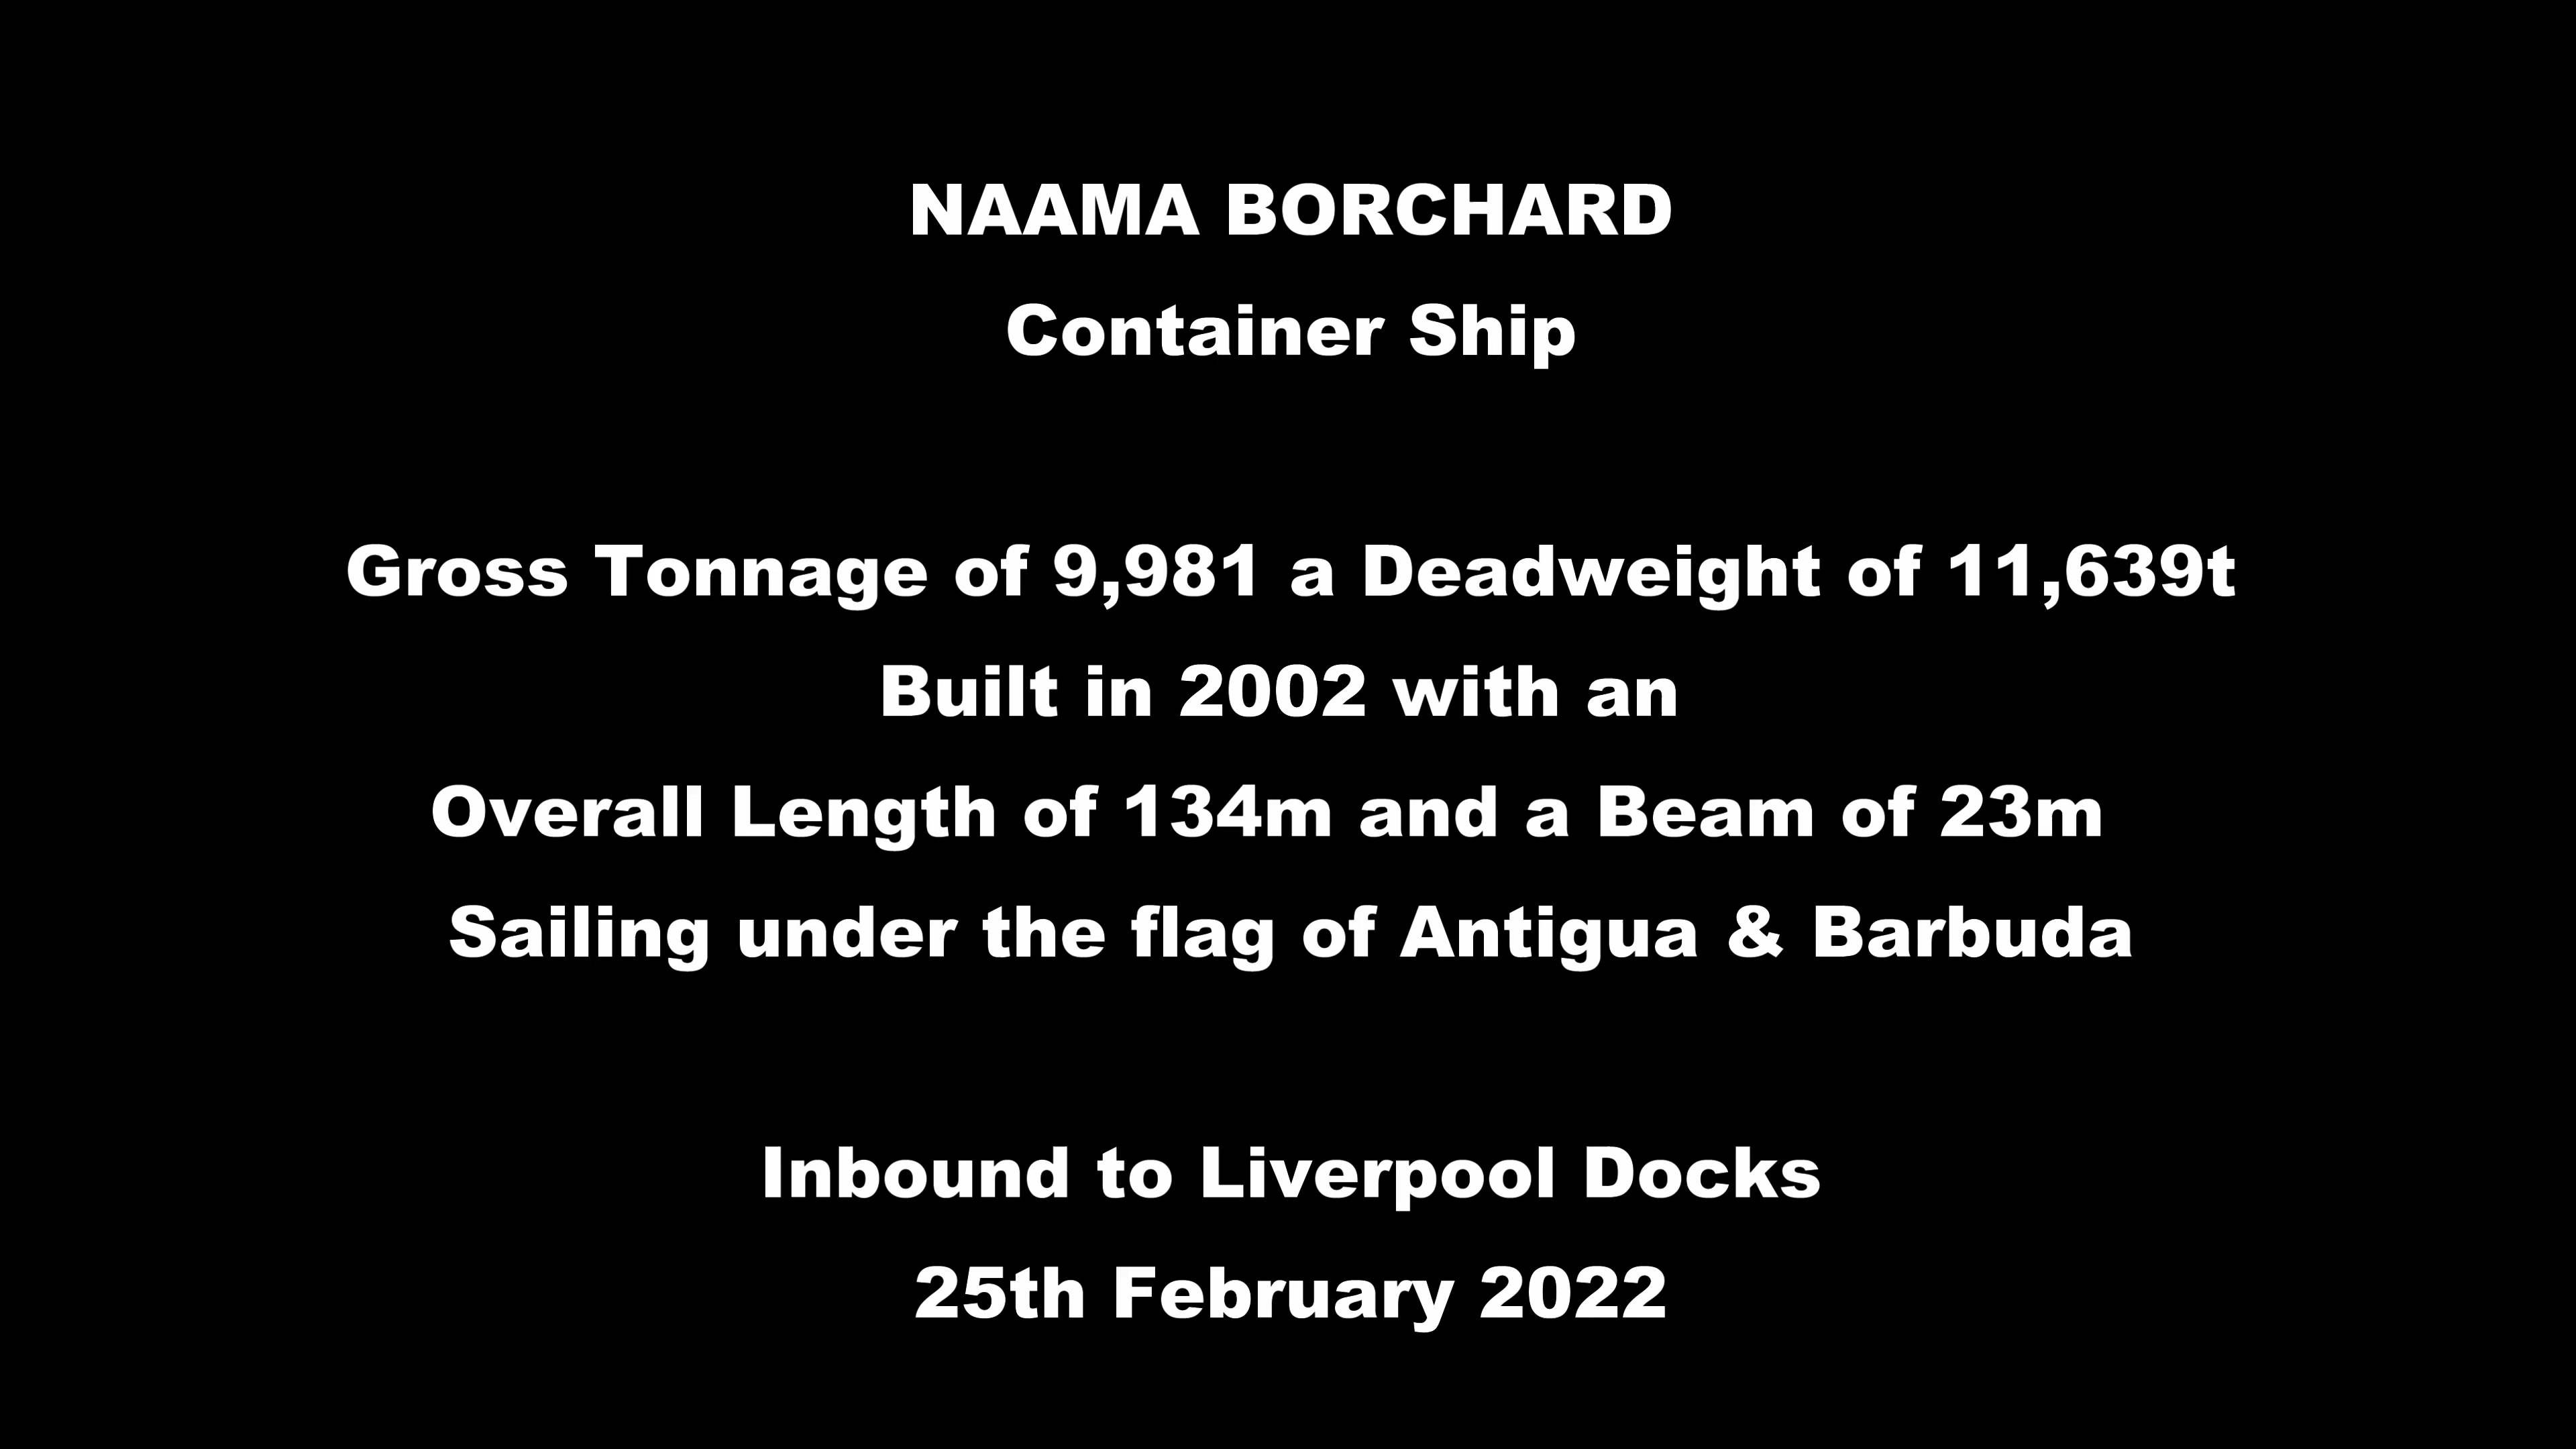 NAAMA BORCHARD
Container Ship
Gross Tonnage of 9,981 a Deadweight of 11,639t
Built in 2002 with an
Overall Length of 134m and a Beam of 23m
Sailing under the flag of Antigua & Barbuda
Inbound to Liverpool Docks
25th February 2022